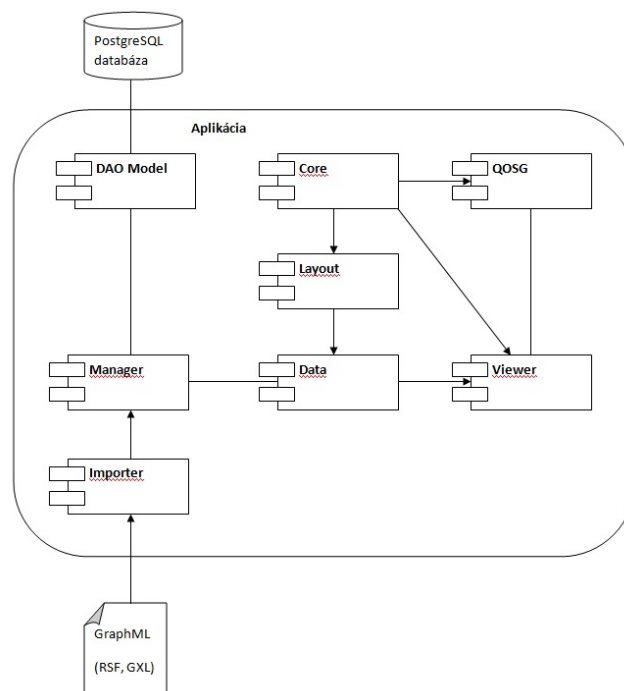 PostgreSQL
databáza
Aplikácia
DAO Model
Core
QOSG
Layout
Manager
Data
Viewer
Importer
GraphML
(RSF, GXL)